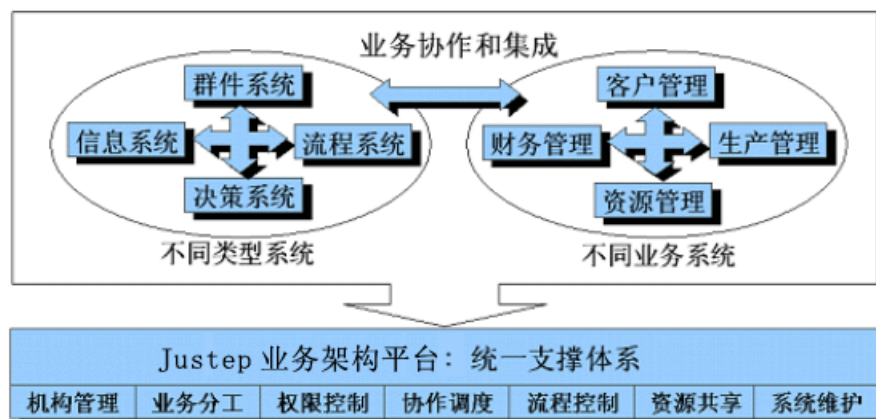 业务协作和集成
群件系统
信息系统
流程系统
决策系统
不同类型系统
客户管理
财务管理
生产管理
资源管理
不同业务系统
Justep 业务架构平台：统一支撑体系
机构管理 业务分工 权限控制 协作调度 流程控制 资源共享 系统维护